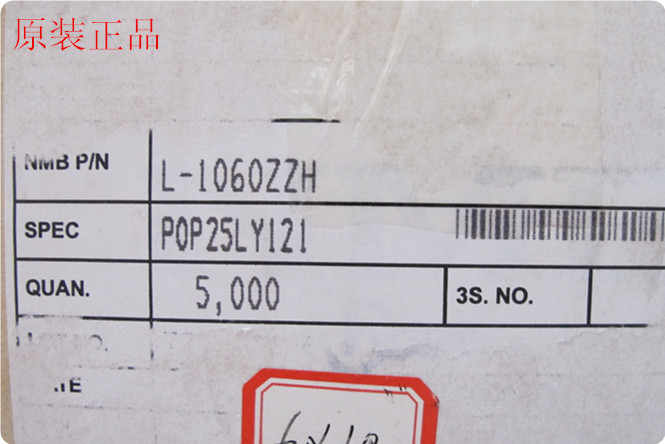 原装正品
NMB P/N L-1060ZZH
SPEC P0P25LY121
QUAN. 5,000 3S. NO.